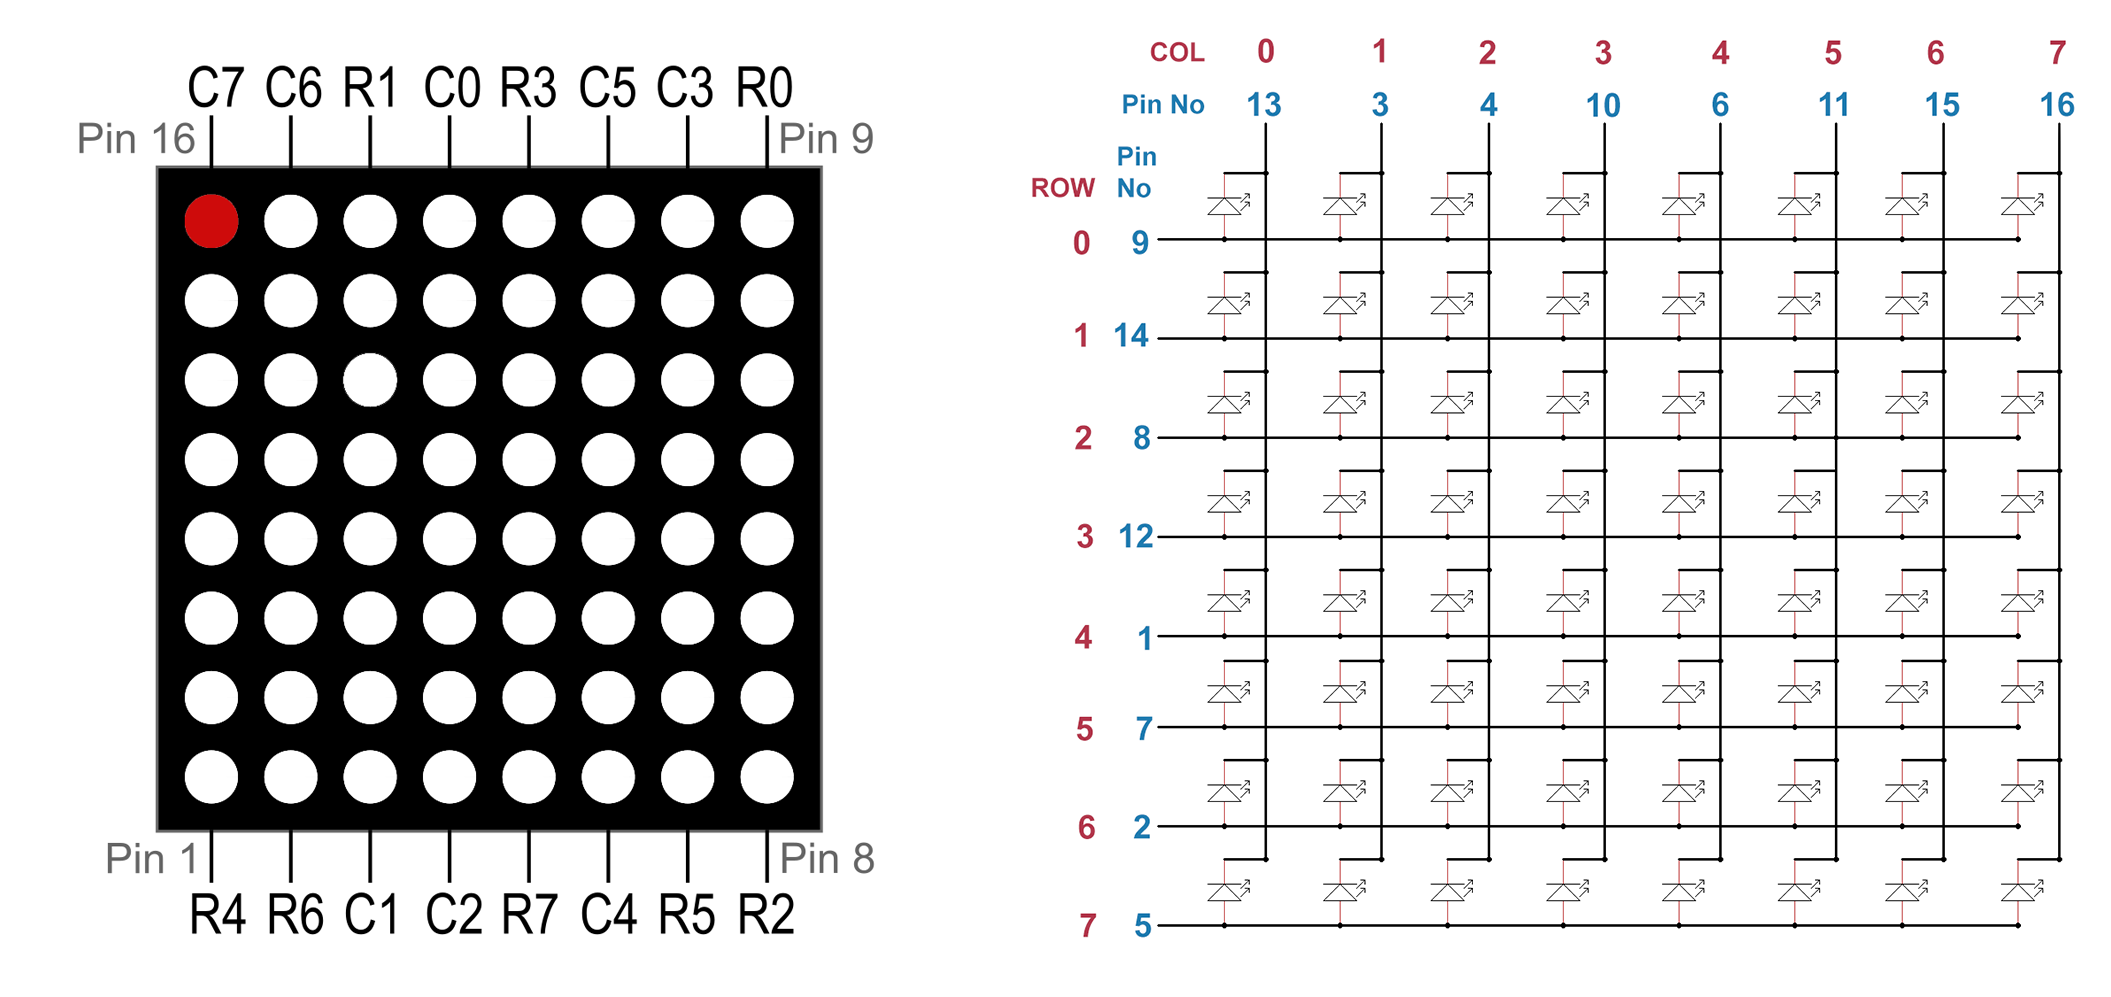 C7 C6 R1 C0 R3 C5 C3 R0
Pin 16
Pin 9
Pin 1
Pin 8
R4 R6 C1 C2 R7 C4 R5 R2
COL 0 1 2 3 4 5 6 7
Pin No 13 3 4 10 6 11 15 16
Pin
ROW No
0 9
1 14
2 8
3 12
4 1
5 7
6 2
7 5